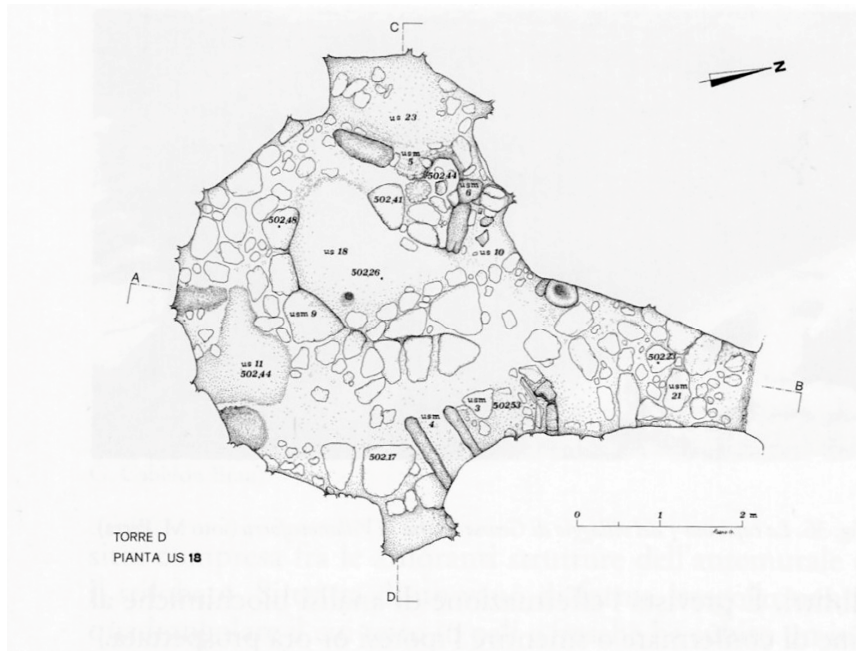 C
N
us 23
usm 5
502,44
usm 6
502,41
502,48
us 18
us 10
502,26
A
usm 9
us 11
502,44
usm 21
B
usm 3
50253
usm 4
502,17
0 1 2 m
TORRE D
PIANTA US 18
D